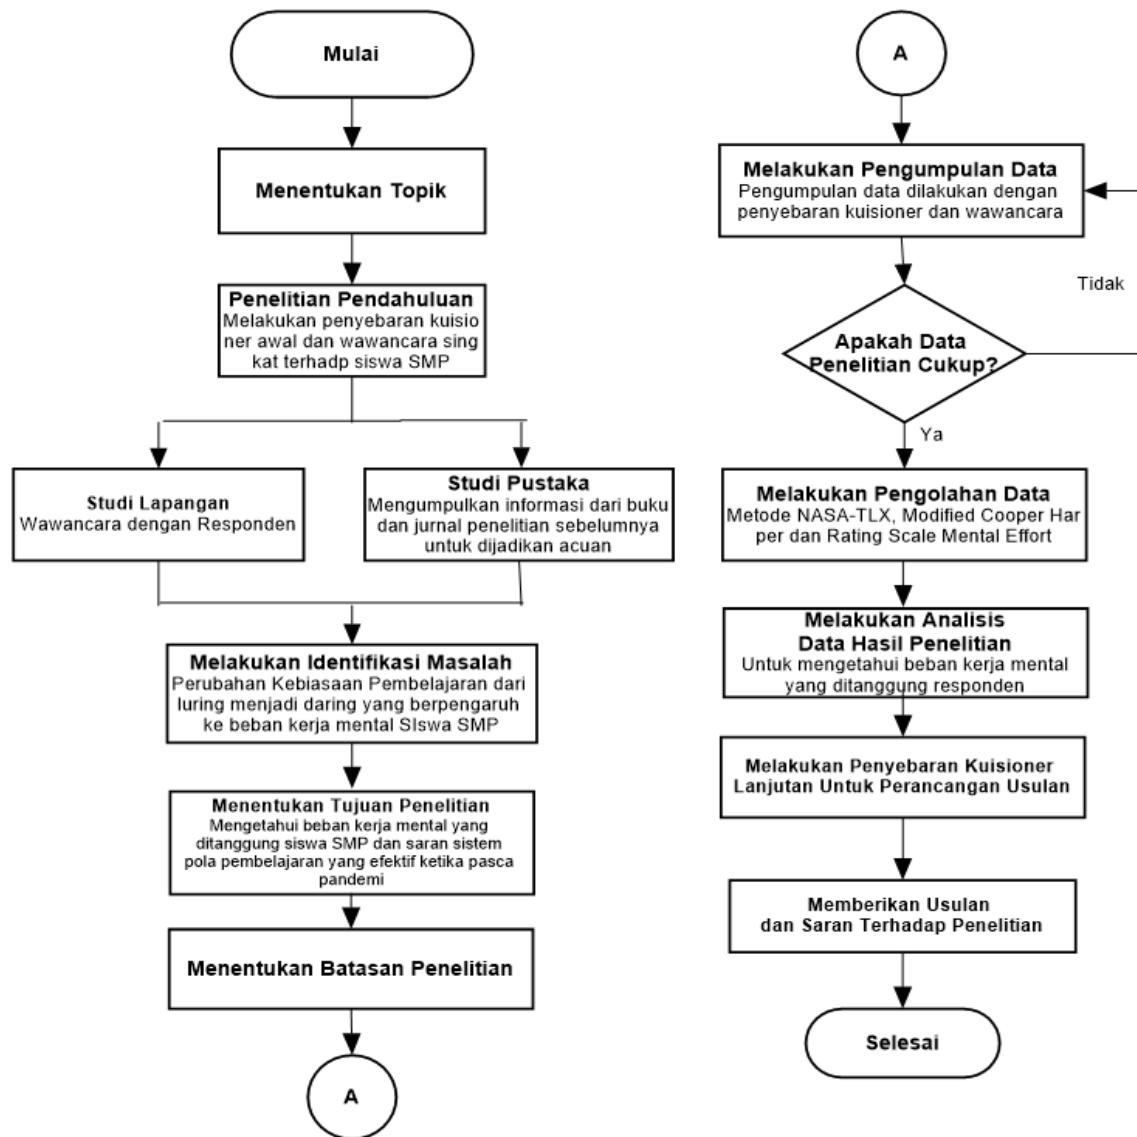 Mulai
Menentukan Topik
Penelitian Pendahuluan
Melakukan penyebaran kuisio
ner awal dan wawancara sing
kat terhadp siswa SMP
Studi Lapangan
Wawancara dengan Responden
Studi Pustaka
Mengumpulkan informasi dari buku
dan jurnal penelitian sebelumnya
untuk dijadikan acuan
Melakukan Identifikasi Masalah
Perubahan Kebiasaan Pembelajaran dari
luring menjadi daring yang berpengaruh
ke beban kerja mental SIswa SMP
Menentukan Tujuan Penelitian
Mengetahui beban kerja mental yang
ditanggung siswa SMP dan saran sistem
pola pembelajaran yang efektif ketika pasca
pandemi
Menentukan Batasan Penelitian
A
A
Melakukan Pengumpulan Data
Pengumpulan data dilakukan dengan
penyebaran kuisioner dan wawancara
Tidak
Apakah Data
Penelitian Cukup?
Ya
Melakukan Pengolahan Data
Metode NASA-TLX, Modified Cooper Har
per dan Rating Scale Mental Effort
Melakukan Analisis
Data Hasil Penelitian
Untuk mengetahui beban kerja mental
yang ditanggung responden
Melakukan Penyebaran Kuisioner
Lanjutan Untuk Perancangan Usulan
Memberikan Usulan
dan Saran Terhadap Penelitian
Selesai